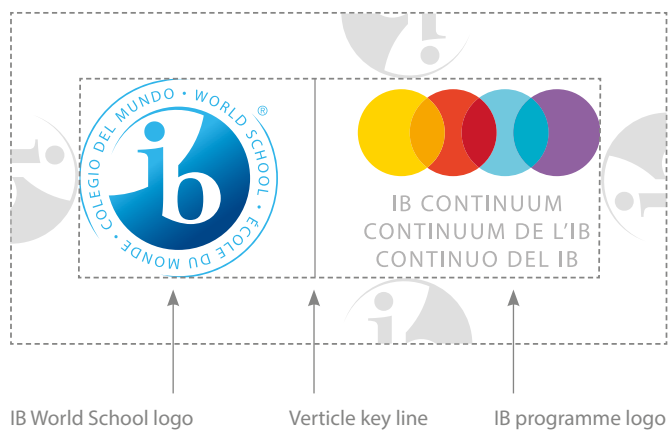 COLEGIO DEL MUNDO • WORLD SCHOOL • ÉCOLE DU MONDE •
®
ib
IB CONTINUUM
CONTINUUM DE L'IB
CONTINUO DEL IB
IB World School logo
Verticle key line
IB programme logo